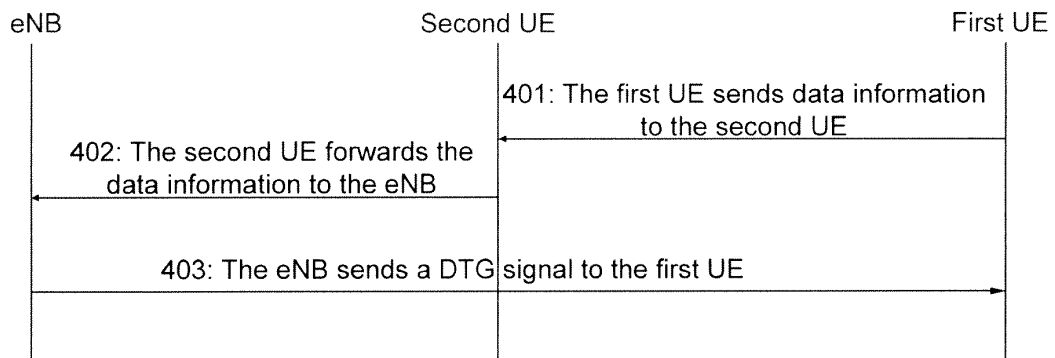 eNB Second UE First UE
401: The first UE sends data information
to the second UE
402: The second UE forwards the
data information to the eNB
403: The eNB sends a DTG signal to the first UE